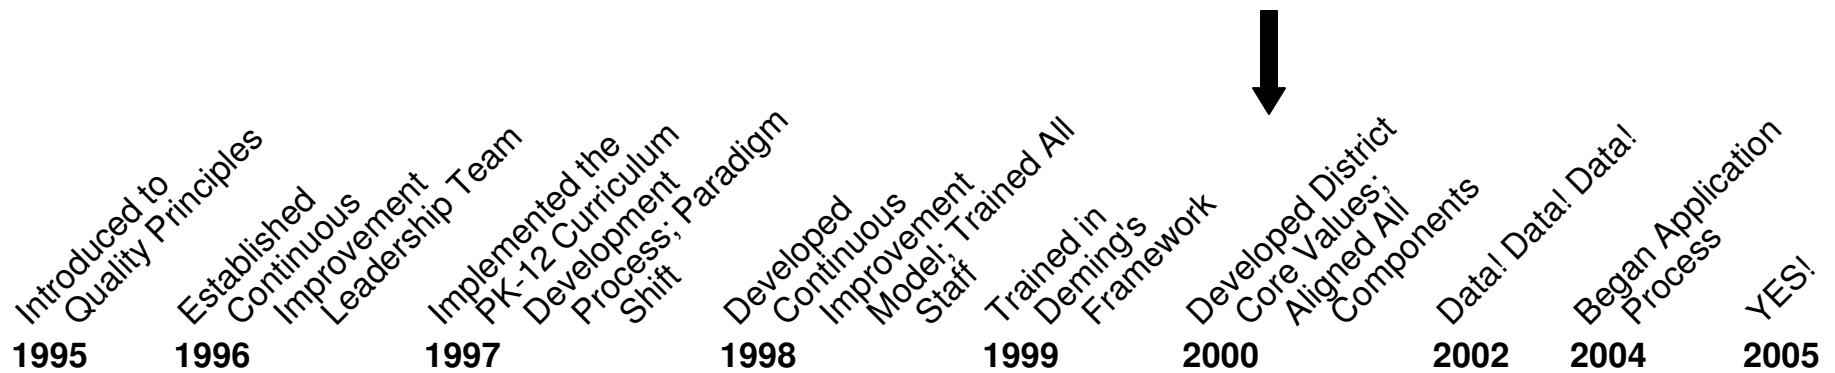 Introduced to
Quality Principles
Established
Continuous
Improvement
Leadership Team
Implemented the
PK-12 Curriculum
Development
Process; Paradigm
Shift
Developed
Continuous
Improvement
Model; Trained All
Staff
Trained in
Deming's
Framework
Developed District
Core Values;
Aligned All
Components
Data! Data! Data!
Began Application
Process
YES!
1995 1996 1997 1998 1999 2000 2002 2004 2005